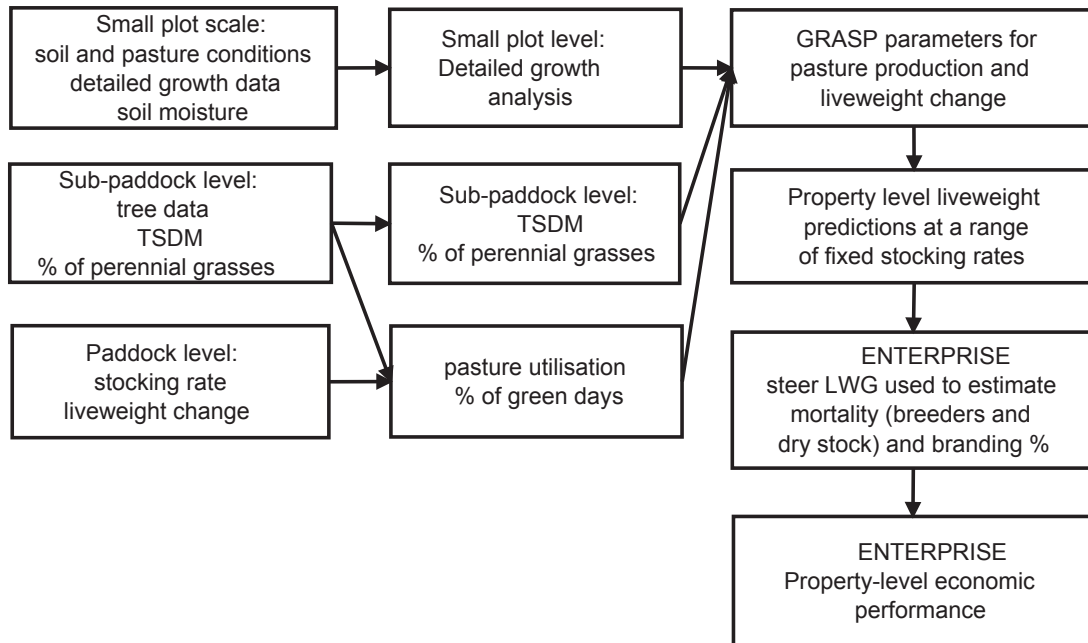 Small plot scale:
soil and pasture conditions
detailed growth data
soil moisture
Small plot level:
Detailed growth
analysis
GRASP parameters for
pasture production and
liveweight change
Sub-paddock level:
tree data
TSDM
% of perennial grasses
Sub-paddock level:
TSDM
% of perennial grasses
Property level liveweight
predictions at a range
of fixed stocking rates
Paddock level:
stocking rate
liveweight change
pasture utilisation
% of green days
ENTERPRISE
steer LWG used to estimate
mortality (breeders and
dry stock) and branding %
ENTERPRISE
Property-level economic
performance